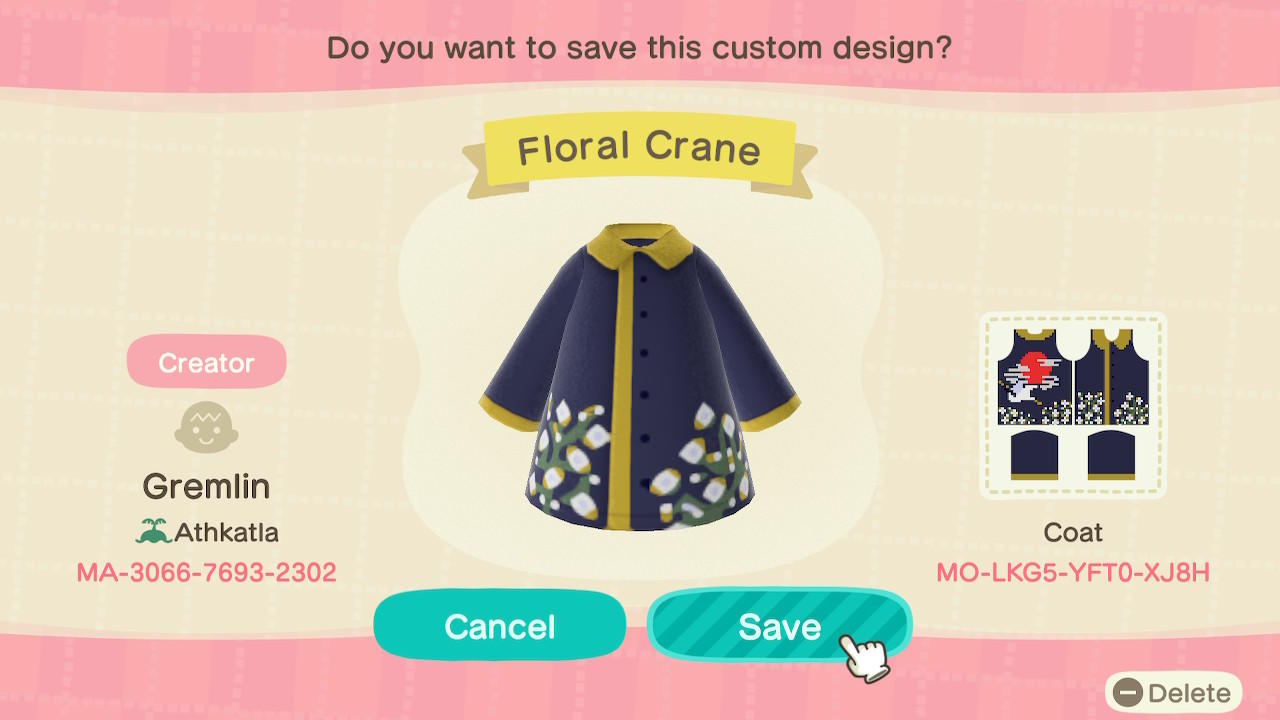 Do you want to save this custom design?
Floral Crane
Creator
Gremlin
Athkatla
MA-3066-7693-2302
Coat
MO-LKG5-YFT0-XJ8H
Cancel
Save
Delete